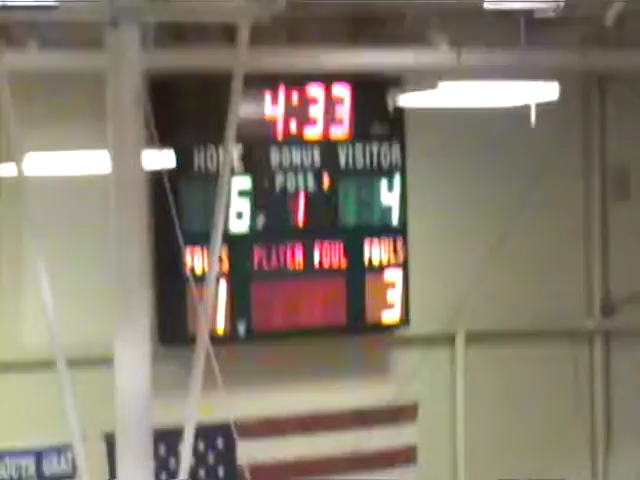 4:33
HOME BONUS VISITOR
POSS
6 1 4
FOULS PLAYER FOUL FOULS
1 3